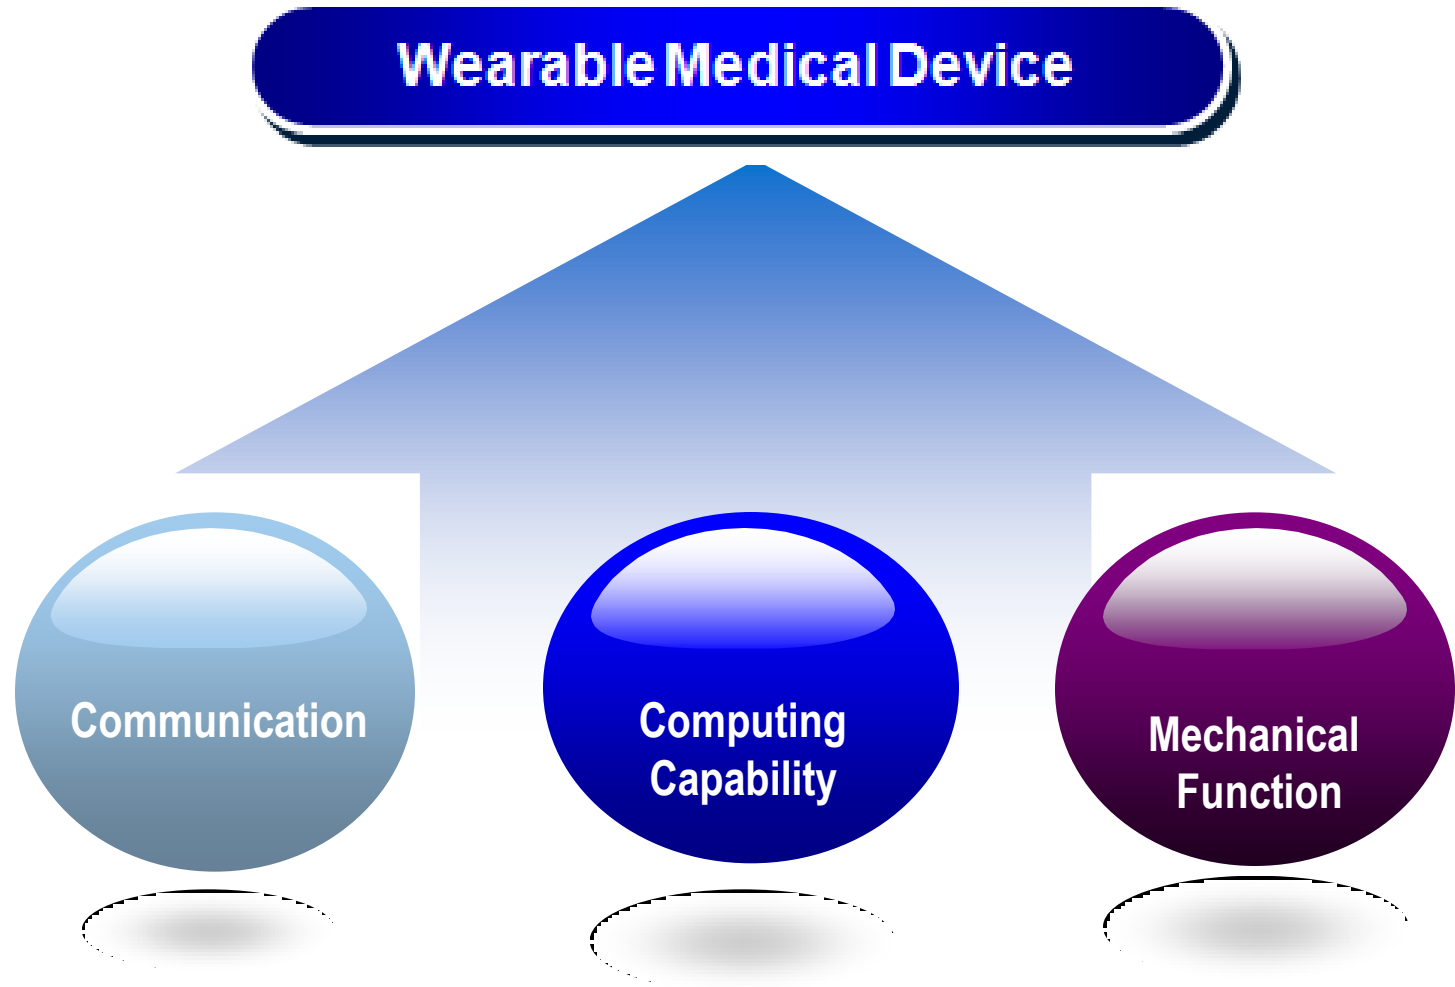 Wearable Medical Device
Communication
Computing
Capability
Mechanical
Function